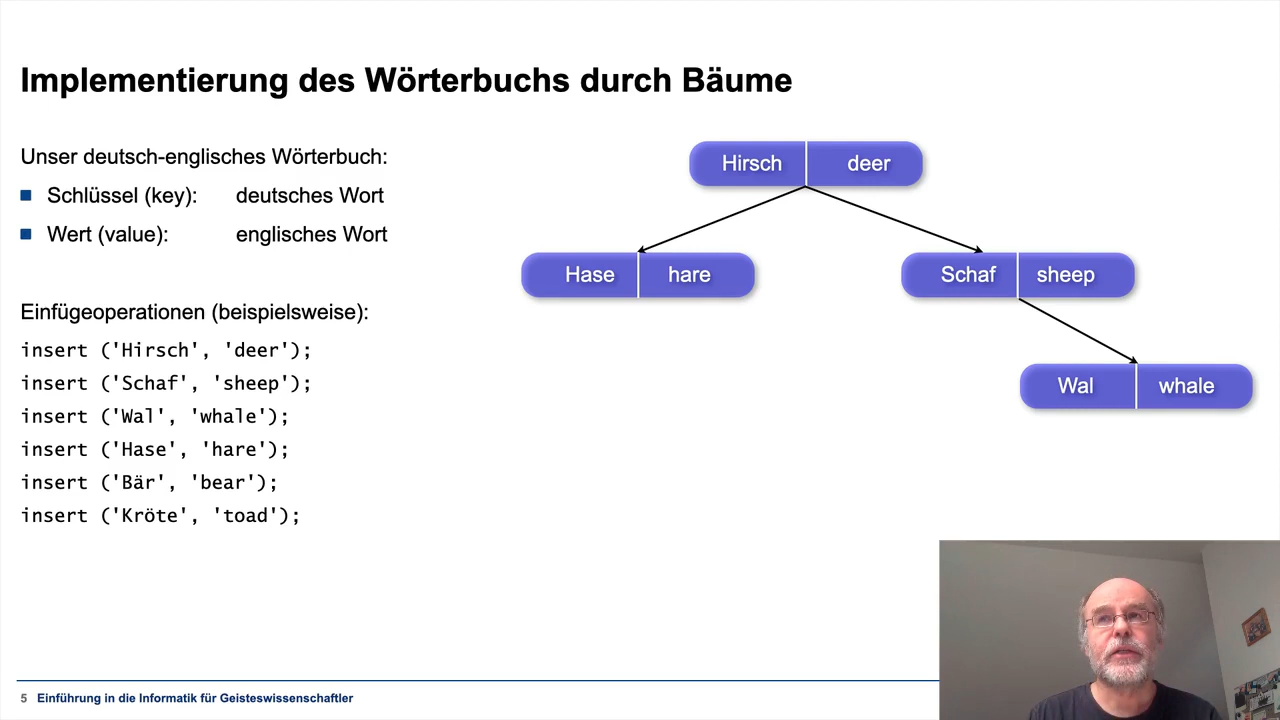 Implementierung des Wörterbuchs durch Bäume
Unser deutsch-englisches Wörterbuch:
Schlüssel (key): deutsches Wort
Wert (value): englisches Wort
Einfügeoperationen (beispielsweise):
insert ('Hirsch', 'deer');
insert ('Schaf', 'sheep');
insert ('Wal', 'whale');
insert ('Hase', 'hare');
insert ('Bär', 'bear');
insert ('Kröte', 'toad');
Hirsch deer
Hase hare
Schaf sheep
Wal whale
5 Einführung in die Informatik für Geisteswissenschaftler